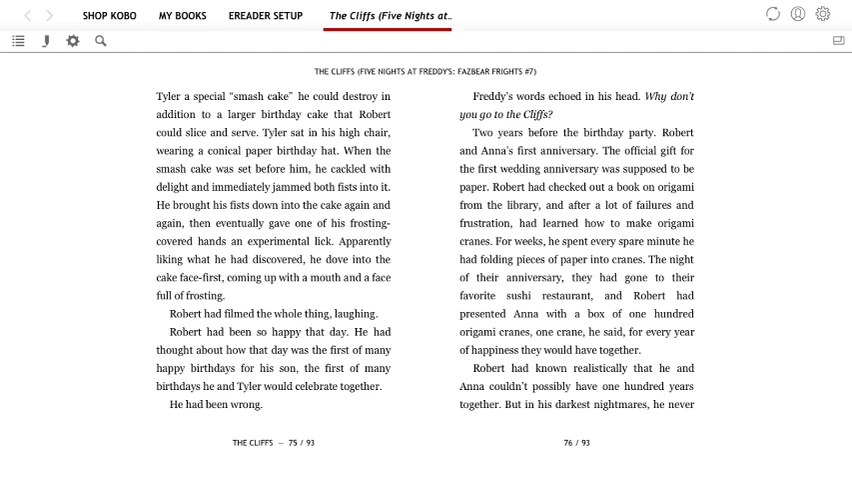 SHOP KOBO MY BOOKS EREADER SETUP The Cliffs (Five Nights at..
THE CLIFFS (FIVE NIGHTS AT FREDDY'S: FAZBEAR FRIGHTS #7)
Tyler a special “smash cake” he could destroy in
addition to a larger birthday cake that Robert
could slice and serve. Tyler sat in his high chair,
wearing a conical paper birthday hat. When the
smash cake was set before him, he cackled with
delight and immediately jammed both fists into it.
He brought his fists down into the cake again and
again, then eventually gave one of his frosting-
covered hands an experimental lick. Apparently
liking what he had discovered, he dove into the
cake face-first, coming up with a mouth and a face
full of frosting.
Robert had filmed the whole thing, laughing.
Robert had been so happy that day. He had
thought about how that day was the first of many
happy birthdays for his son, the first of many
birthdays he and Tyler would celebrate together.
He had been wrong.
THE CLIFFS — 75 / 93
Freddy’s words echoed in his head. Why don’t
you go to the Cliffs?
Two years before the birthday party. Robert
and Anna’s first anniversary. The official gift for
the first wedding anniversary was supposed to be
paper. Robert had checked out a book on origami
from the library, and after a lot of failures and
frustration, had learned how to make origami
cranes. For weeks, he spent every spare minute he
had folding pieces of paper into cranes. The night
of their anniversary, they had gone to their
favorite sushi restaurant, and Robert had
presented Anna with a box of one hundred
origami cranes, one crane, he said, for every year
of happiness they would have together.
Robert had known realistically that he and
Anna couldn’t possibly have one hundred years
together. But in his darkest nightmares, he never
76 / 93